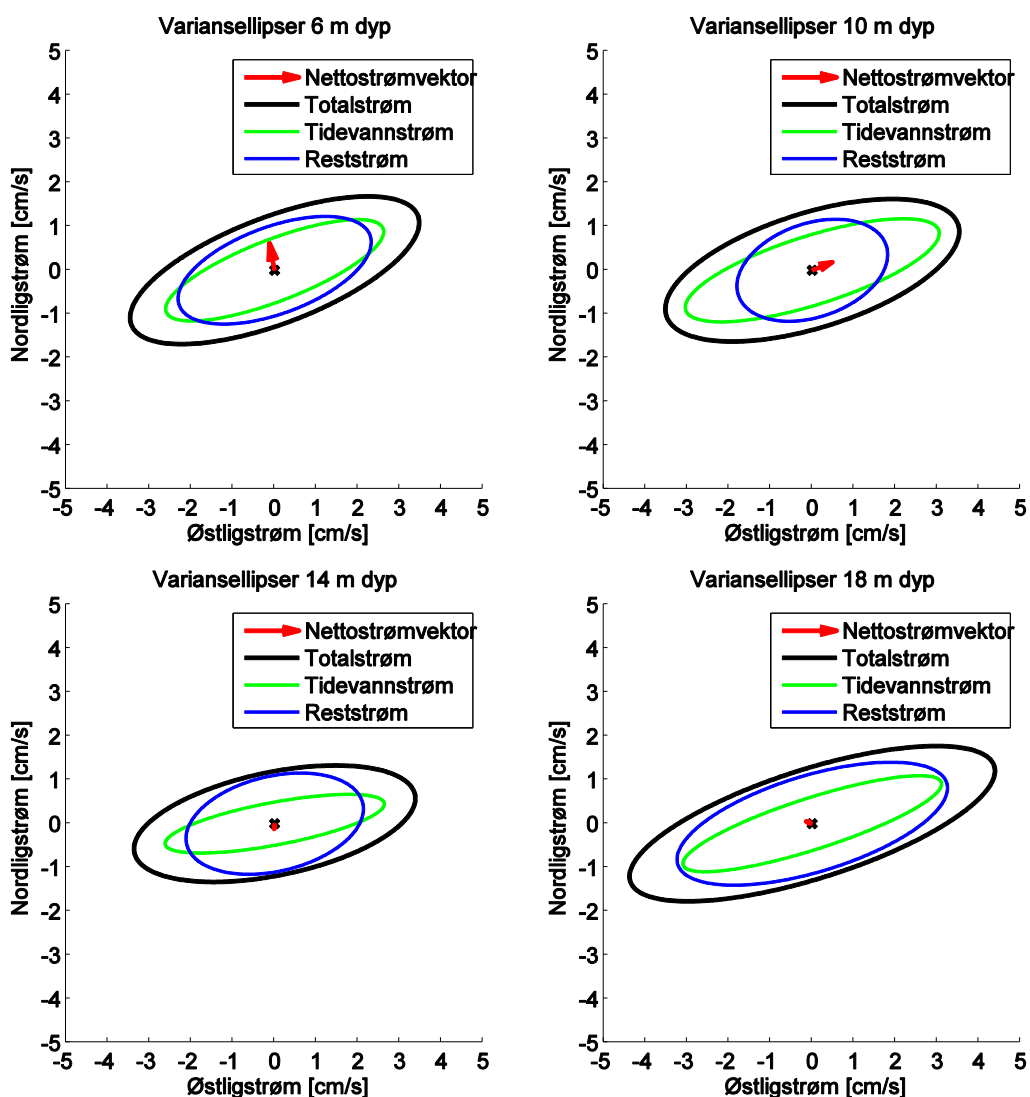 Variansellipser 6 m dyp
Nettostrømvektor
Totalstrøm
Tidevannstrøm
Reststrøm
Nordligstrøm [cm/s]
5
4
3
2
1
0
-1
-2
-3
-4
-5
-5 -4 -3 -2 -1 0 1 2 3 4 5
Østligstrøm [cm/s]
Variansellipser 10 m dyp
Nettostrømvektor
Totalstrøm
Tidevannstrøm
Reststrøm
Nordligstrøm [cm/s]
5
4
3
2
1
0
-1
-2
-3
-4
-5
-5 -4 -3 -2 -1 0 1 2 3 4 5
Østligstrøm [cm/s]
Variansellipser 14 m dyp
Nettostrømvektor
Totalstrøm
Tidevannstrøm
Reststrøm
Nordligstrøm [cm/s]
5
4
3
2
1
0
-1
-2
-3
-4
-5
-5 -4 -3 -2 -1 0 1 2 3 4 5
Østligstrøm [cm/s]
Variansellipser 18 m dyp
Nettostrømvektor
Totalstrøm
Tidevannstrøm
Reststrøm
Nordligstrøm [cm/s]
5
4
3
2
1
0
-1
-2
-3
-4
-5
-5 -4 -3 -2 -1 0 1 2 3 4 5
Østligstrøm [cm/s]